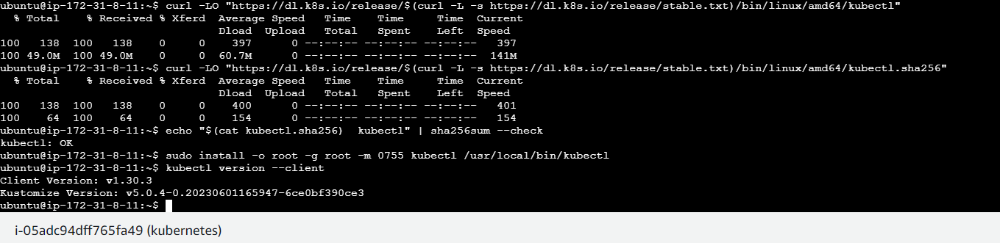 ubuntu@ip-172-31-8-11:~$ curl -LO "https://dl.k8s.io/release/$(curl -L -s https://dl.k8s.io/release/stable.txt)/bin/linux/amd64/kubectl"
  % Total    % Received % Xferd  Average Speed   Time    Time     Time  Current
                                 Dload  Upload   Total   Spent    Left  Speed
100   138  100   138    0     0    397      0 --:--:-- --:--:-- --:--:--   397
100 49.0M  100 49.0M    0     0  60.7M      0 --:--:-- --:--:-- --:--:--  141M
ubuntu@ip-172-31-8-11:~$ curl -LO "https://dl.k8s.io/release/$(curl -L -s https://dl.k8s.io/release/stable.txt)/bin/linux/amd64/kubectl.sha256"
  % Total    % Received % Xferd  Average Speed   Time    Time     Time  Current
                                 Dload  Upload   Total   Spent    Left  Speed
100   138  100   138    0     0    400      0 --:--:-- --:--:-- --:--:--   401
100    64  100    64    0     0    154      0 --:--:-- --:--:-- --:--:--   154
ubuntu@ip-172-31-8-11:~$ echo "$(cat kubectl.sha256)  kubectl" | sha256sum --check
kubectl: OK
ubuntu@ip-172-31-8-11:~$ sudo install -o root -g root -m 0755 kubectl /usr/local/bin/kubectl
ubuntu@ip-172-31-8-11:~$ kubectl version --client
Client Version: v1.30.3
Kustomize Version: v5.0.4-0.20230601165947-6ce0bf390ce3
ubuntu@ip-172-31-8-11:~$
i-05adc94dff765fa49 (kubernetes)